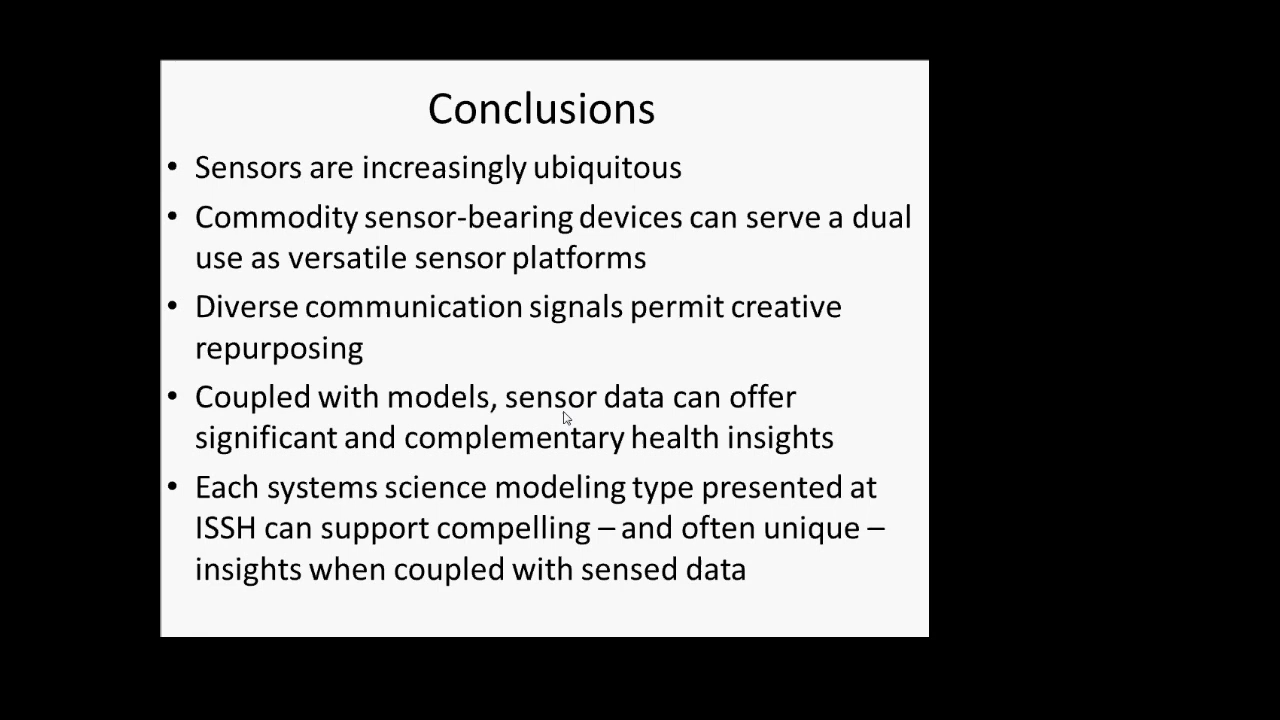 Conclusions
• Sensors are increasingly ubiquitous
• Commodity sensor-bearing devices can serve a dual
use as versatile sensor platforms
• Diverse communication signals permit creative
repurposing
• Coupled with models, sensor data can offer
significant and complementary health insights
• Each systems science modeling type presented at
ISSH can support compelling – and often unique –
insights when coupled with sensed data